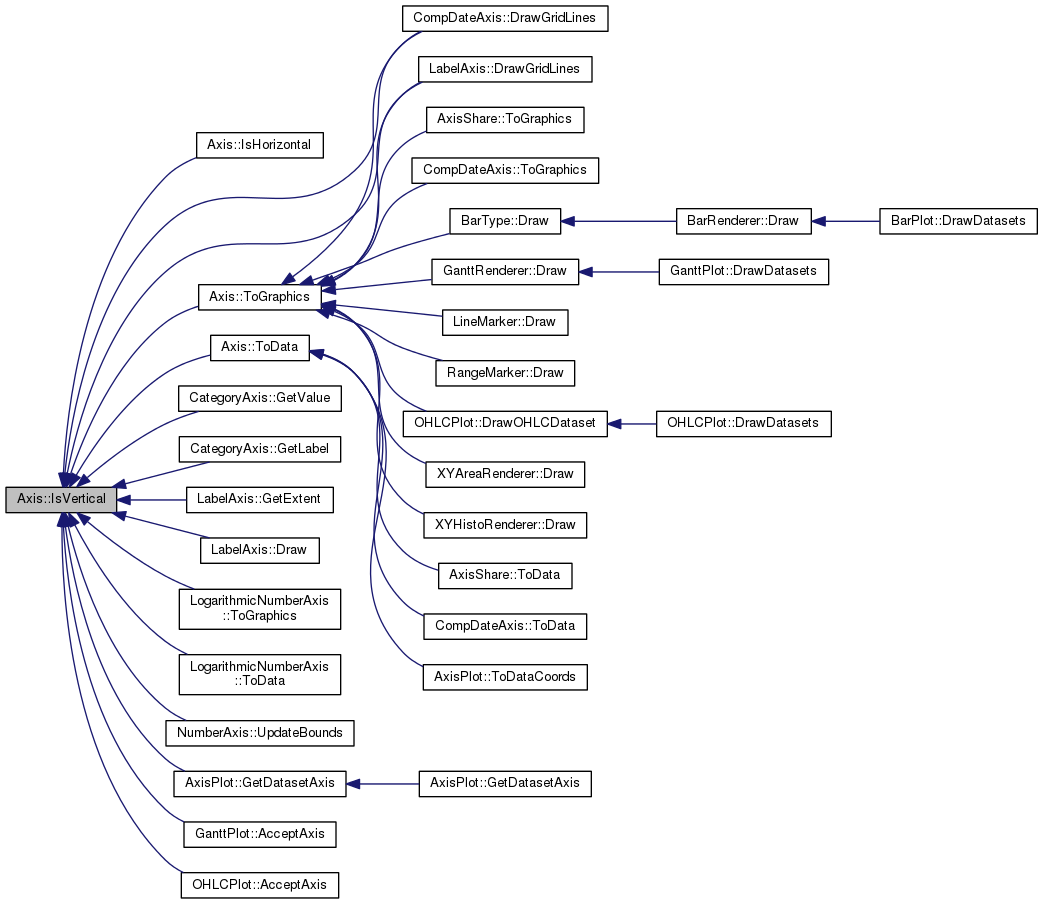 CompDateAxis::DrawGridLines
LabelAxis::DrawGridLines
AxisShare::ToGraphics
Axis::IsHorizontal
CompDateAxis::ToGraphics
BarType::Draw
BarRenderer::Draw
BarPlot::DrawDatasets
GanttRenderer::Draw
GanttPlot::DrawDatasets
Axis::ToGraphics
LineMarker::Draw
Axis::ToData
RangeMarker::Draw
CategoryAxis::GetValue
OHLCPlot::DrawOHLCDataset
OHLCPlot::DrawDatasets
CategoryAxis::GetLabel
XYAreaRenderer::Draw
Axis::IsVertical
LabelAxis::GetExtent
XYHistoRenderer::Draw
LabelAxis::Draw
AxisShare::ToData
LogarithmicNumberAxis
::ToGraphics
CompDateAxis::ToData
LogarithmicNumberAxis
::ToData
AxisPlot::ToDataCoords
NumberAxis::UpdateBounds
AxisPlot::GetDatasetAxis
AxisPlot::GetDatasetAxis
GanttPlot::AcceptAxis
OHLCPlot::AcceptAxis